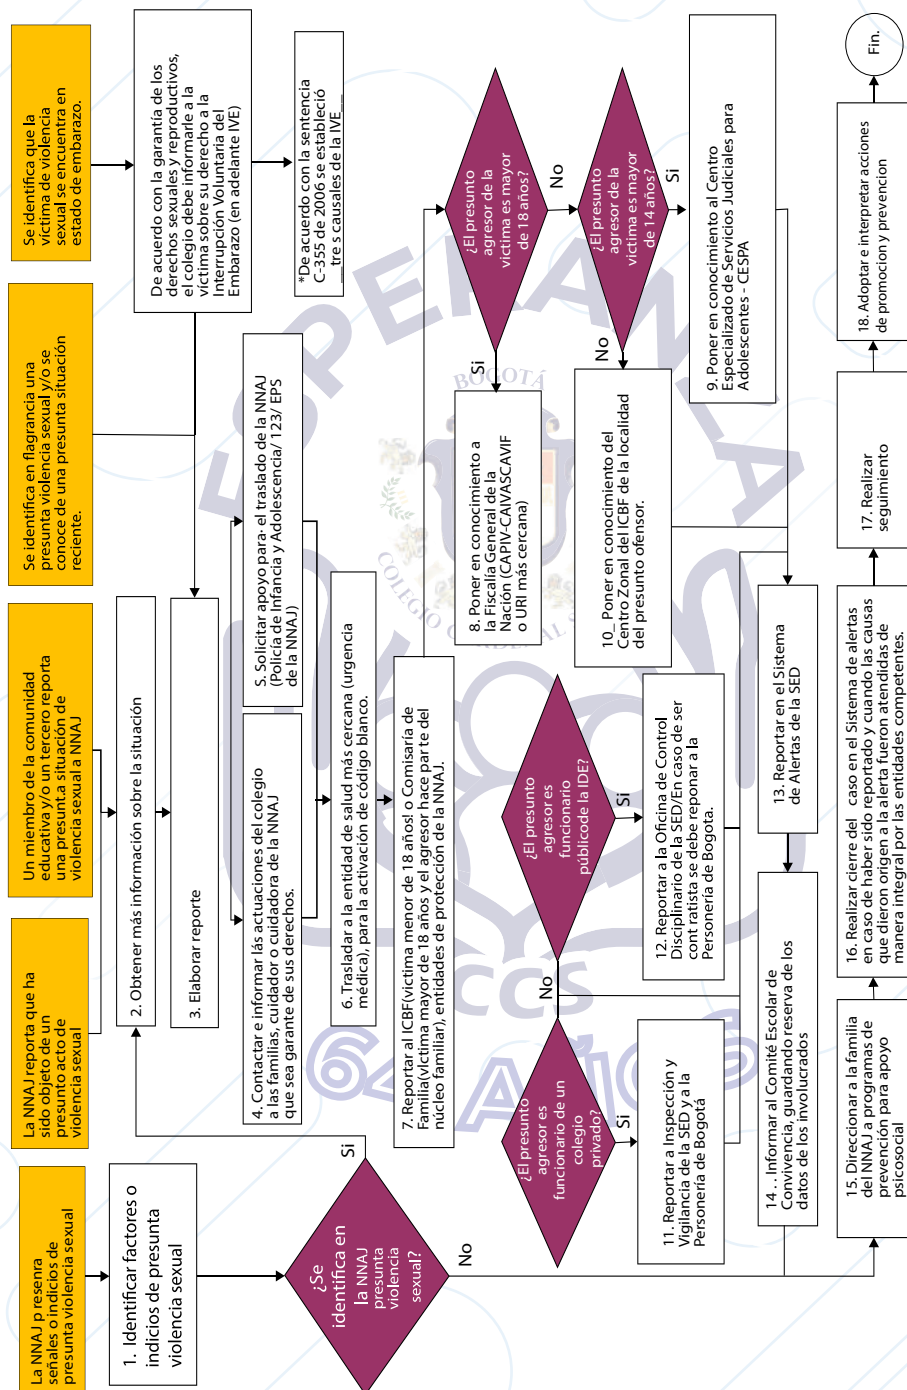 La NNAJ p resenra
señales o indicios de
presunta violencia sexual
La NNAJ reporta que ha
sido objeto de un
presunto acto de
violencia sexual
Un miembro de la comunidad
educativa y/o un tercero reporta
una presunt.a situación de
violencia sexual a NNAJ
Se identifica en flagrancia una
presunta violencia sexual y/o se
conoce de una presunta situación
reciente.
Se identifica que la
víctima de violencia
sexual se encuentra en
estado de embarazo.
1. Identificar factores o
indicios de presunta
violencia sexual
2. Obtener más información sobre la situación
3. Elaborar reporte
De acuerdo con la garantía de los
derechos sexuales y reproductivos,
el colegio debe informarle a la
víctima sobre su derecho a la
Interrupción Voluntaria del
Embarazo (en adelante IVE)
*De acuerdo con la sentencia
C-355 de 2006 se estableció
__tre s causales de la IVE__
¿Se
identifica en
la NNAJ
presunta
violencia
sexual?
Si
No
4. Contactar e informar lás actuaciones del colegio
a las familias, cuidador o cuidadora de la NNAJ
que sea garante de sus derechos.
S. Solicitar apoyo para· el traslado de la NNAJ
(Policía de Infancia y Adolescencia/ 123/ EPS
de la NNAJ)
6. Trasladar a la entidad de salud más cercana (urgencia
médica), para la activación de código blanco.
7. Reportar al ICBF(victima menor de 18 años! o Comisaría de
Familia(vlctima mayor de 18 años y el agresor hace parte del
núcleo familiar), entidades de protección de la NNAJ.
¿El presunto
agresor de la
victima es mayor
de 18 años?
Si
No
8. Poner en conocimiento a
la Fiscalía General de la
Nación (CAPIV-CAIVASCAVIF
o URI más cercana)
¿El presunto
agresor de la
víctima es mayor
de 14 años?
No
Si
9. Poner en conocimiento al Centro
Especializado de Servicios Judiciales para
Adolescentes - CESPA
10_ Poner en conocimiento del
Centro Zonal del ICBF de la localidad
del presunto ofensor.
¿El presunto
agresor es
funcionario de un
colegio
privado?
Si
No
¿El presunto
agresor es
funcionario
públicode la IDE?
Si
11. Reportar a Inspección y
Vigilancia de la SED y a la
Personería de Bogotá
12. Reportar a la Oficina de Control
Disciplinario de la SED/En caso de ser
cont ratista se debe reponar a la
Personería de Bogota.
13. Reportar en el Sistema
de Alertas de la SED
14. . Informar al Comité Escolar de
Convivencia, guardando reserva de los
datos de los involucrados
15. Direccionar a la familia
del NNAJ a programas de
prevención para apoyo
psicosocial
16. Realizar cierre del caso en el Sistema de alertas
en caso de haber sido reportado y cuando las causas
que dieron origen a la alerta fueron atendidas de
manera integral por las entidades competentes.
17. Realizar
seguimiento
18. Adoptar e interpretar acciones
de promocion y prevencion
Fin.
ESPERANZA
BOGOTÁ
COLEGIO
CCS
64 AÑOS